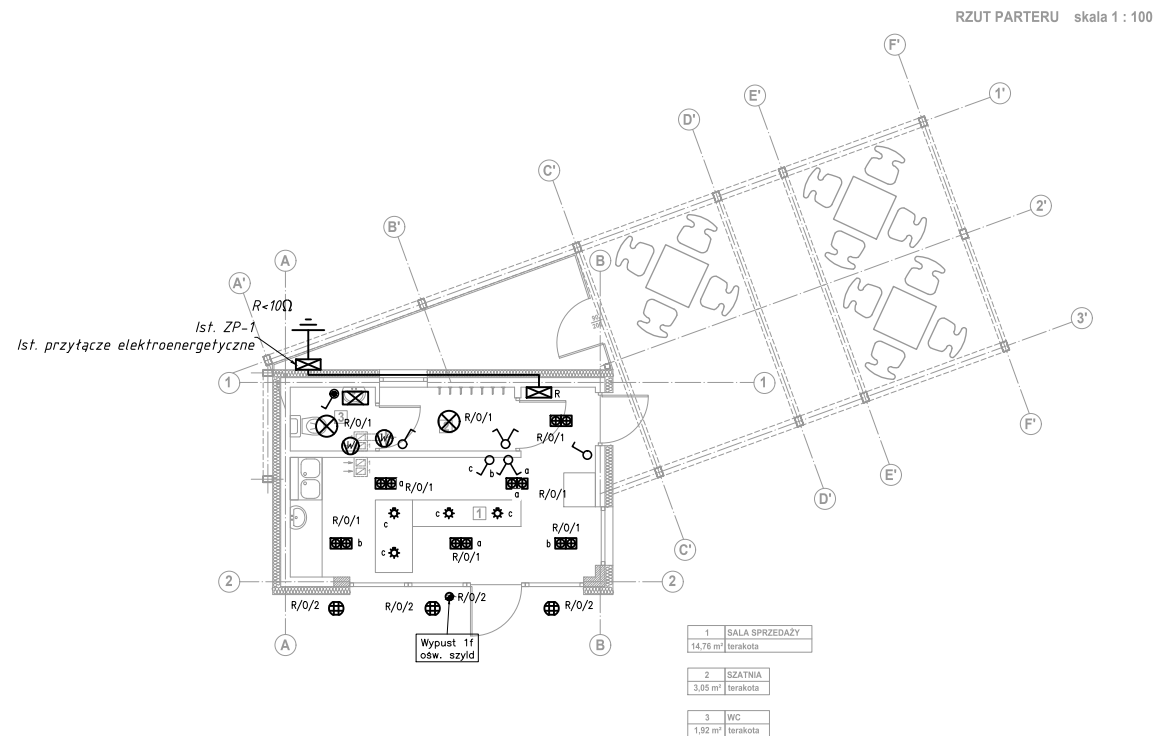 RZUT PARTERU skala 1 : 100
F'
1'
E'
D'
C'
2'
B'
A
B
A'
R<10Ω
3'
Ist. ZP-1
Ist. przyłącze elektroenergetyczne
1
1
R
3
R/0/1
R/0/1
R/0/1
F'
W
W
E'
D'
c
b
a
a
R/0/1
a
R/0/1
c
c
1
c
R/0/1
R/0/1
b
a
b
c
R/0/1
C'
2
2
R/0/2
R/0/2
R/0/2
R/0/2
Wypust 1f
ośw. szyld
A
B
1 SALA SPRZEDAŻY
14,76 m² terakota
2 SZATNIA
3,05 m² terakota
3 WC
1,92 m² terakota